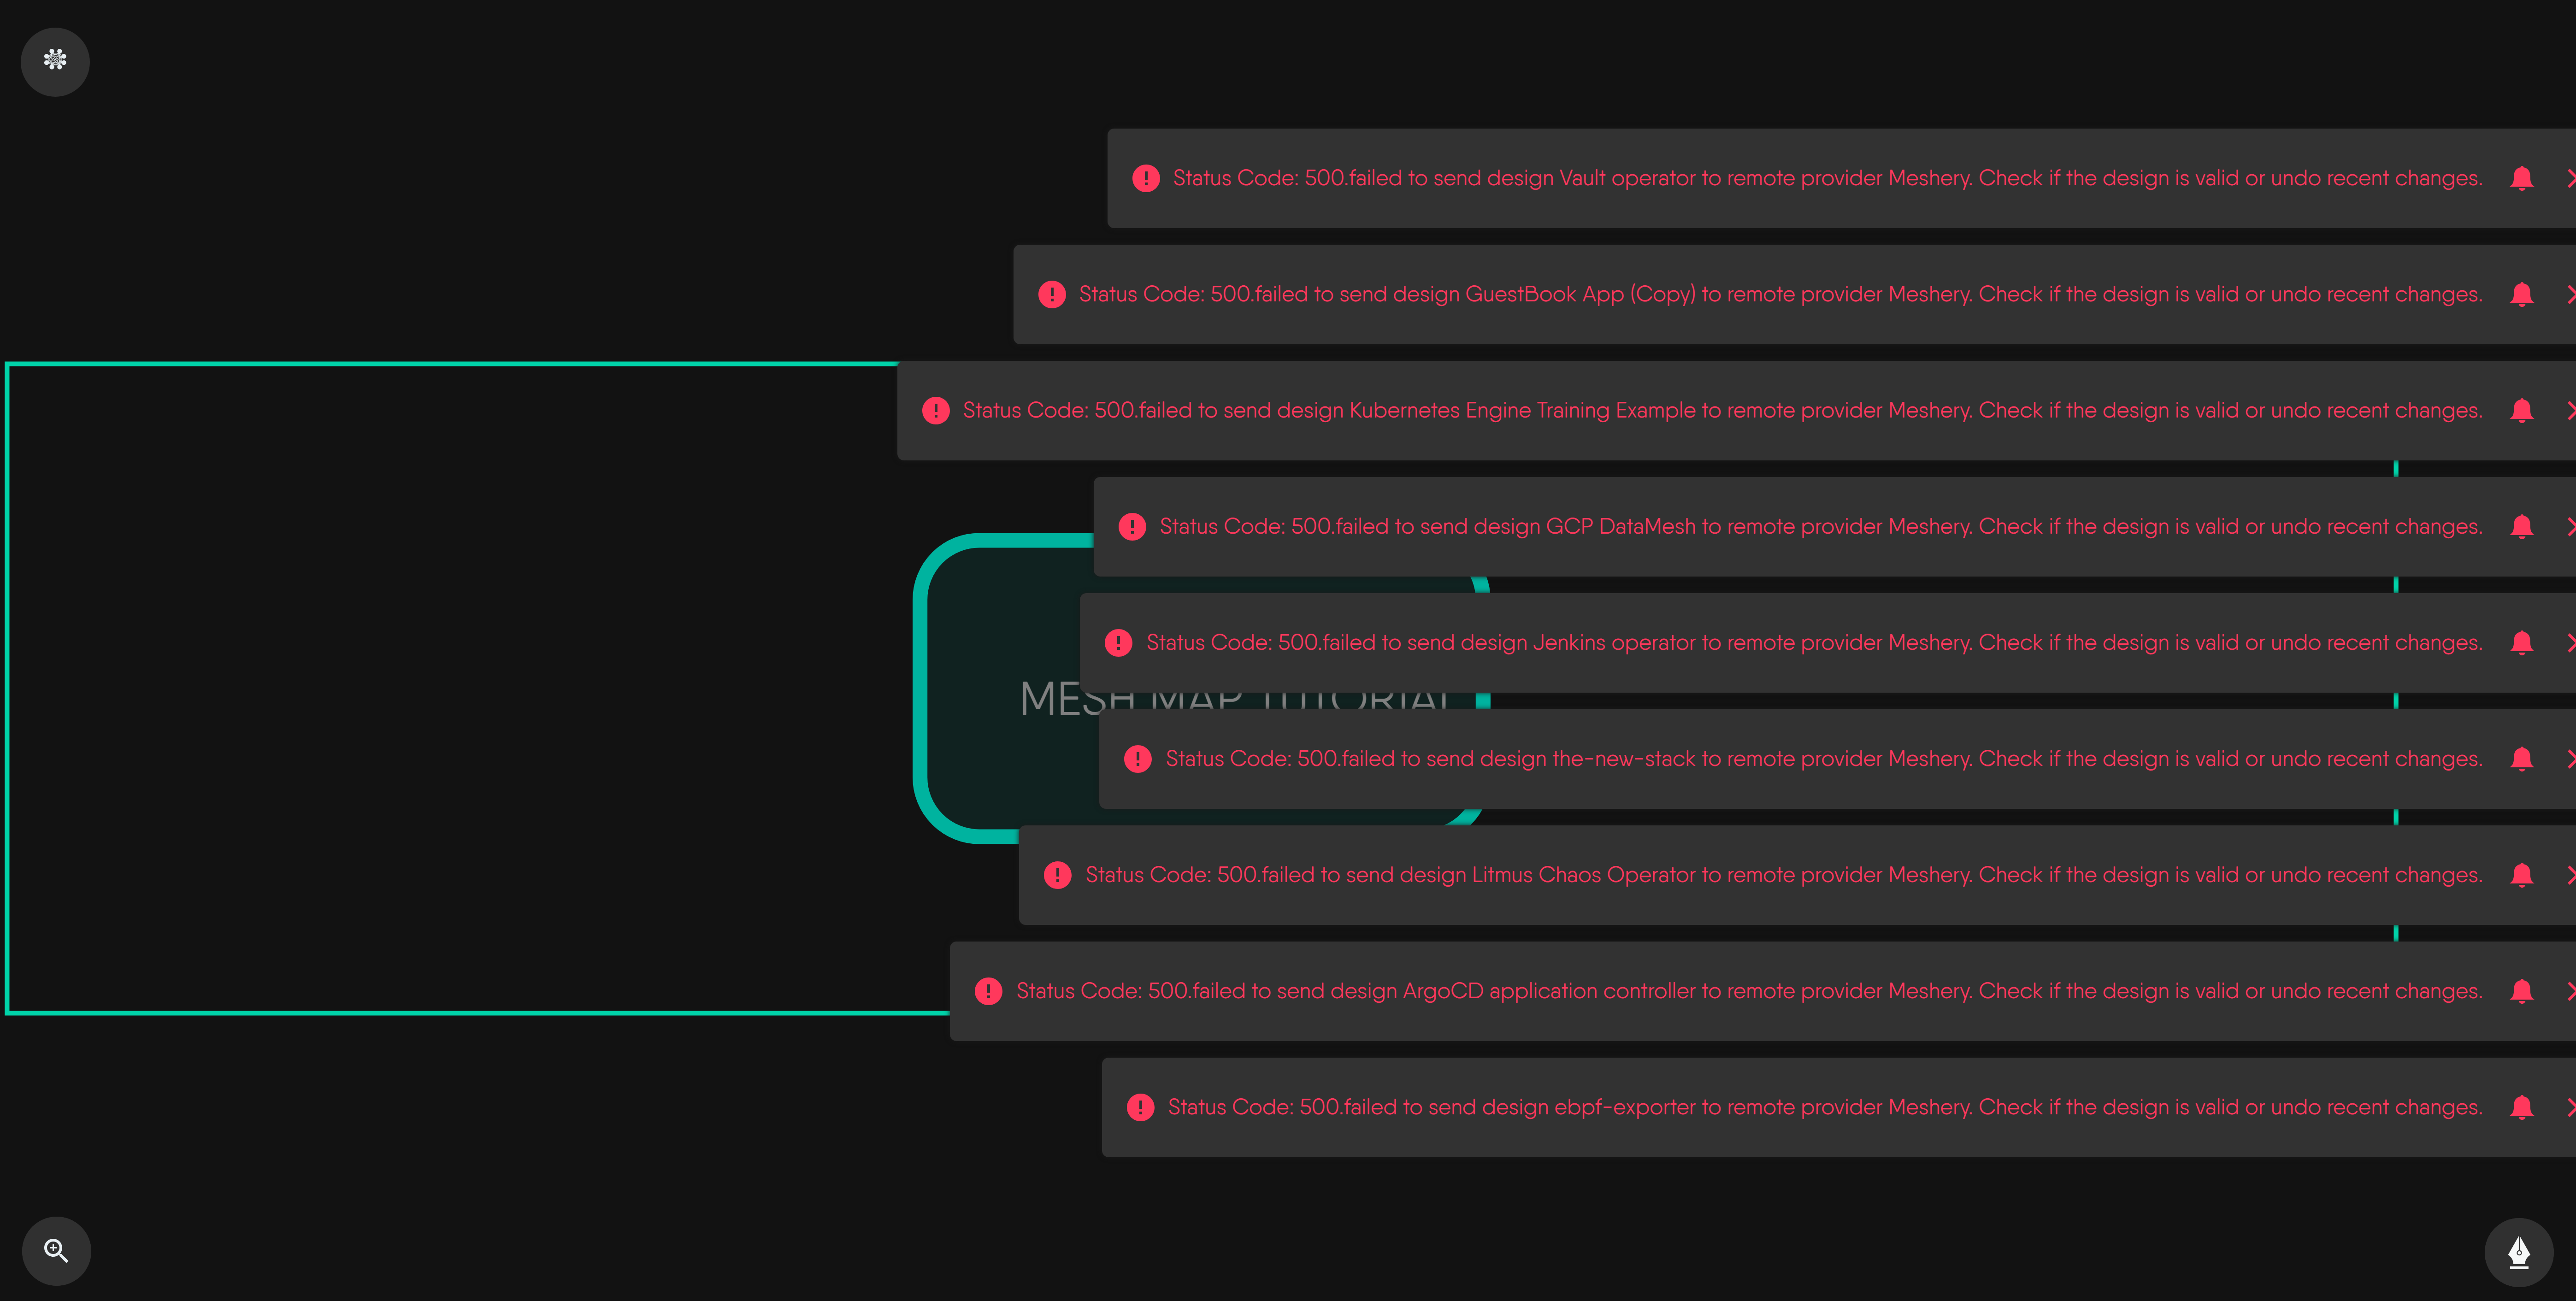 Status Code: 500.failed to send design Vault operator to remote provider Meshery. Check if the design is valid or undo recent changes.
Status Code: 500.failed to send design GuestBook App (Copy) to remote provider Meshery. Check if the design is valid or undo recent changes.
Status Code: 500.failed to send design Kubernetes Engine Training Example to remote provider Meshery. Check if the design is valid or undo recent changes.
Status Code: 500.failed to send design GCP DataMesh to remote provider Meshery. Check if the design is valid or undo recent changes.
Status Code: 500.failed to send design Jenkins operator to remote provider Meshery. Check if the design is valid or undo recent changes.
MESH MAP TUTORIAL
Status Code: 500.failed to send design the-new-stack to remote provider Meshery. Check if the design is valid or undo recent changes.
Status Code: 500.failed to send design Litmus Chaos Operator to remote provider Meshery. Check if the design is valid or undo recent changes.
Status Code: 500.failed to send design ArgoCD application controller to remote provider Meshery. Check if the design is valid or undo recent changes.
Status Code: 500.failed to send design ebpf-exporter to remote provider Meshery. Check if the design is valid or undo recent changes.